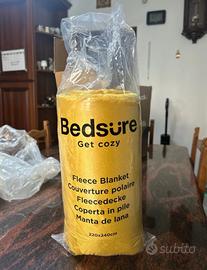 Bedsure
Get cozy
Fleece Blanket
Couverture polaire
Fleecedecke
Coperta in pile
Manta de lana
220x240cm
subito